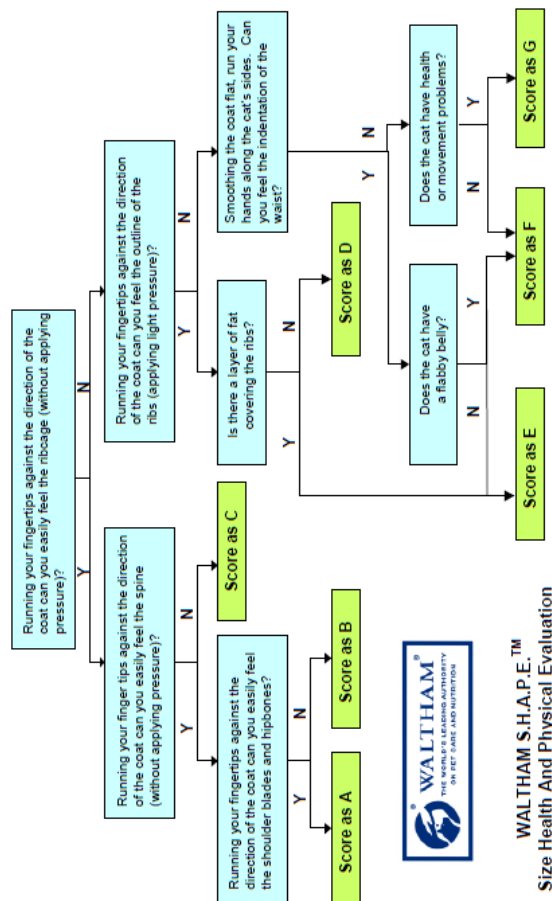 Running your fingertips against the direction of the
coat can you easily feel the ribcage (without applying
pressure)?
Y
N
Running your finger tips against the direction
of the coat can you easily feel the spine
(without applying pressure)?
Running your fingertips against the direction
of the coat can you feel the outline of the
ribs (applying light pressure)?
Y
N
Y
N
Running your fingertips against the
direction of the coat can you easily feel
the shoulder blades and hipbones?
Score as C
Is there a layer of fat
covering the ribs?
Smoothing the coat flat, run your
hands along the cat's sides. Can
you feel the indentation of the
waist?
Y
N
Y
N
Y
N
Score as A
Score as B
Score as D
Does the cat have
a flabby belly?
Does the cat have health
or movement problems?
N
Y
N
Y
Score as E
Score as F
Score as G
WALTHAM®
THE WORLD'S LEADING AUTHORITY
ON PET CARE AND NUTRITION
WALTHAM S.H.A.P.E.™
Size Health And Physical Evaluation